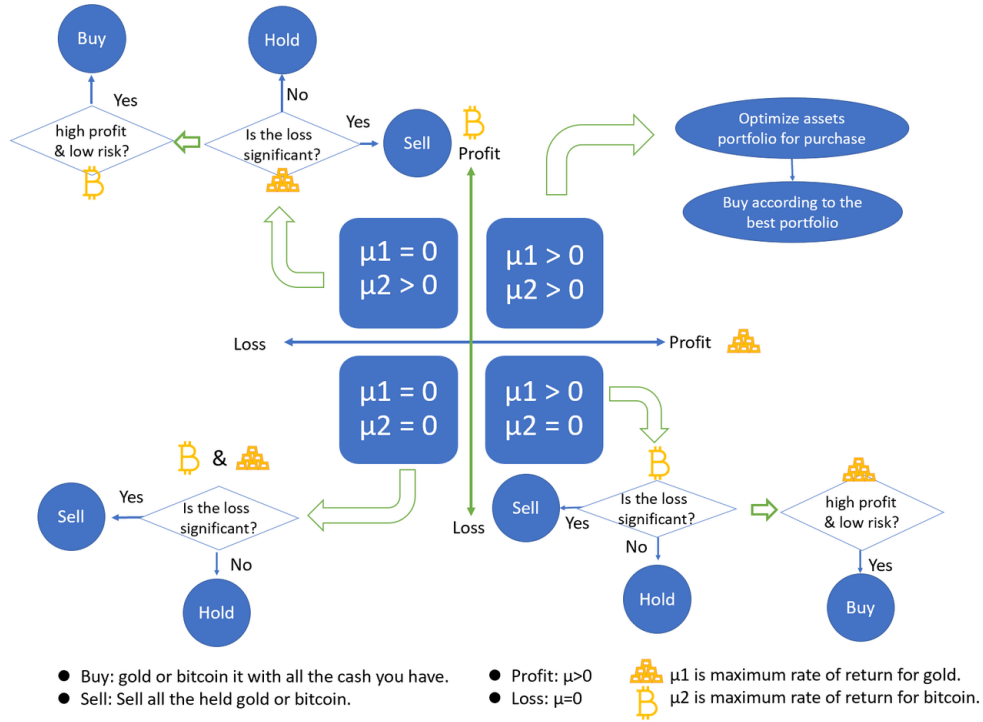 Buy
Hold
Yes
No
high profit
& low risk?
Is the loss
significant?
Yes
Sell
Profit
Optimize assets
portfolio for purchase
Buy according to the
best portfolio
μ1 = 0
μ2 > 0
μ1 > 0
μ2 > 0
Loss
Profit
μ1 = 0
μ2 = 0
μ1 > 0
μ2 = 0
&
Yes
Sell
Is the loss
significant?
No
Hold
Loss
Sell
Yes
Is the loss
significant?
No
Hold
high profit
& low risk?
Yes
Buy
● Buy: gold or bitcoin it with all the cash you have.
● Sell: Sell all the held gold or bitcoin.
● Profit: μ>0
● Loss: μ=0
μ1 is maximum rate of return for gold.
μ2 is maximum rate of return for bitcoin.